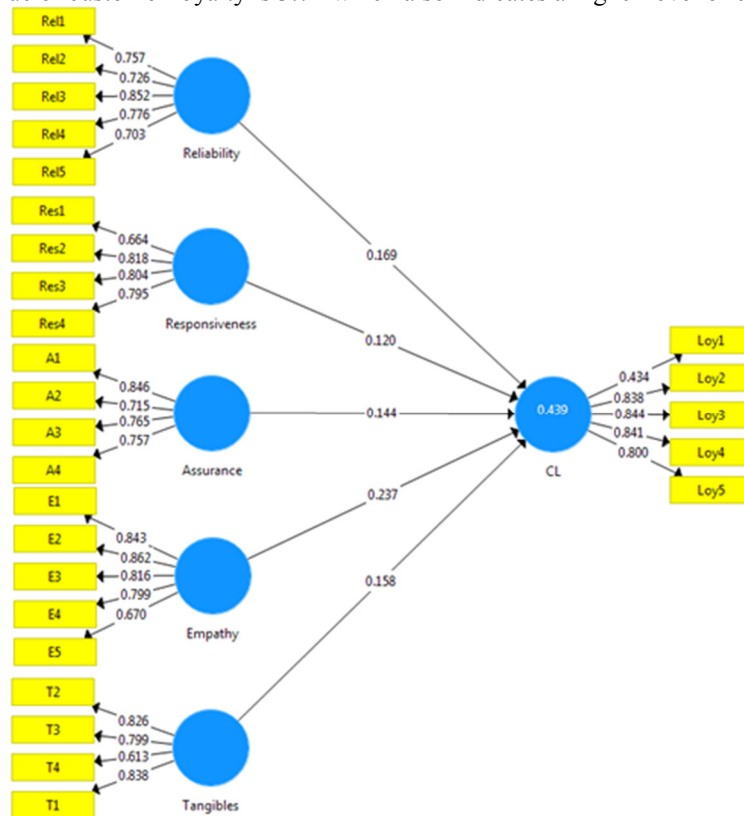 Rel1
0.757
Rel2
0.726
Rel3
0.852
Rel4
0.776
Rel5
0.703
Reliability
0.169
Res1
0.664
Res2
0.818
Res3
0.804
Res4
0.795
Responsiveness
0.120
A1
0.846
A2
0.715
A3
0.765
A4
0.757
Assurance
0.144
E1
0.843
E2
0.862
E3
0.816
E4
0.799
E5
0.670
Empathy
0.237
T2
0.826
T3
0.799
T4
0.613
T1
0.838
Tangibles
0.158
0.439
CL
Loy1
0.434
Loy2
0.838
Loy3
0.844
Loy4
0.841
Loy5
0.800